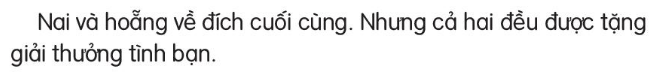 Nai và hoẵng về đích cuối cùng. Nhưng cả hai đều được tặng
giải thưởng tình bạn.